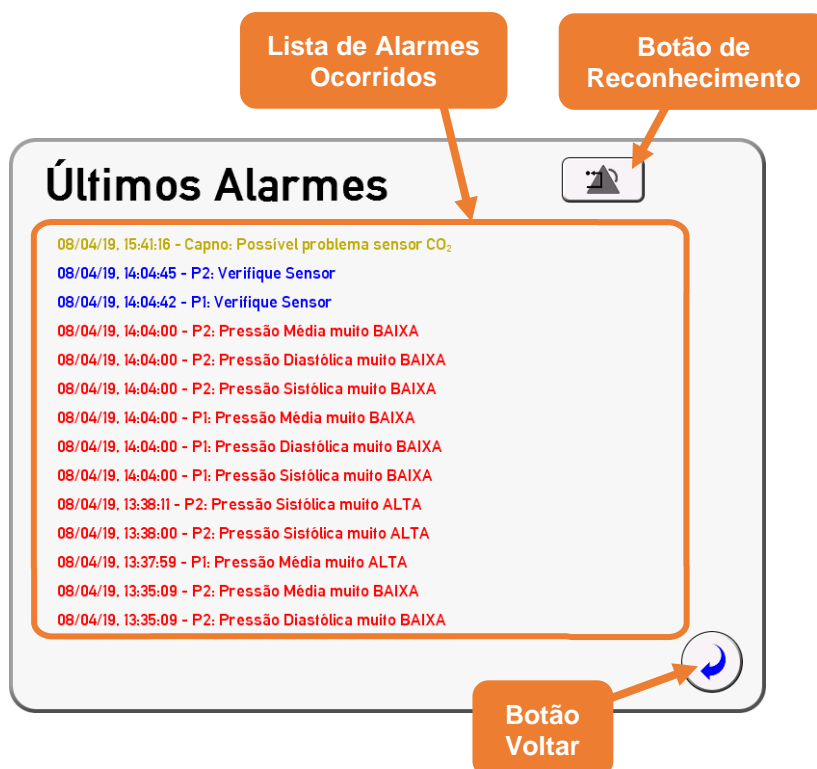 Lista de Alarmes
Ocorridos
Botão de
Reconhecimento
Últimos Alarmes
08/04/19, 15:41:16 - Capno: Possível problema sensor CO₂
08/04/19, 14:04:45 - P2: Verifique Sensor
08/04/19, 14:04:42 - P1: Verifique Sensor
08/04/19, 14:04:00 - P2: Pressão Média muito BAIXA
08/04/19, 14:04:00 - P2: Pressão Diastólica muito BAIXA
08/04/19, 14:04:00 - P2: Pressão Sistólica muito BAIXA
08/04/19, 14:04:00 - P1: Pressão Média muito BAIXA
08/04/19, 14:04:00 - P1: Pressão Diastólica muito BAIXA
08/04/19, 14:04:00 - P1: Pressão Sistólica muito BAIXA
08/04/19, 13:38:11 - P2: Pressão Sistólica muito ALTA
08/04/19, 13:38:00 - P2: Pressão Sistólica muito ALTA
08/04/19, 13:37:59 - P1: Pressão Média muito ALTA
08/04/19, 13:35:09 - P2: Pressão Média muito BAIXA
08/04/19, 13:35:09 - P2: Pressão Diastólica muito BAIXA
Botão
Voltar